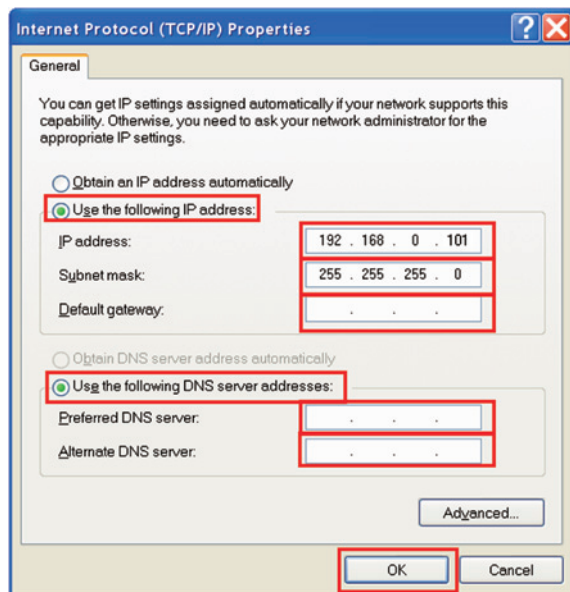 Internet Protocol (TCP/IP) Properties
General
You can get IP settings assigned automatically if your network supports this
capability. Otherwise, you need to ask your network administrator for the
appropriate IP settings.
Obtain an IP address automatically
Use the following IP address:
IP address: 192 . 168 . 0 . 101
Subnet mask: 255 . 255 . 255 . 0
Default gateway: . . .
Obtain DNS server address automatically
Use the following DNS server addresses:
Preferred DNS server: . . .
Alternate DNS server: . . .
Advanced...
OK Cancel